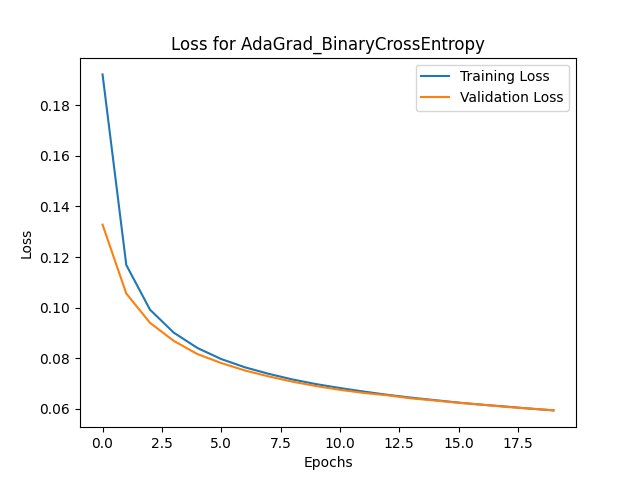 Loss for AdaGrad_BinaryCrossEntropy
Training Loss
Validation Loss
0.18
0.16
0.14
0.12
0.10
0.08
0.06
Loss
0.0 2.5 5.0 7.5 10.0 12.5 15.0 17.5
Epochs